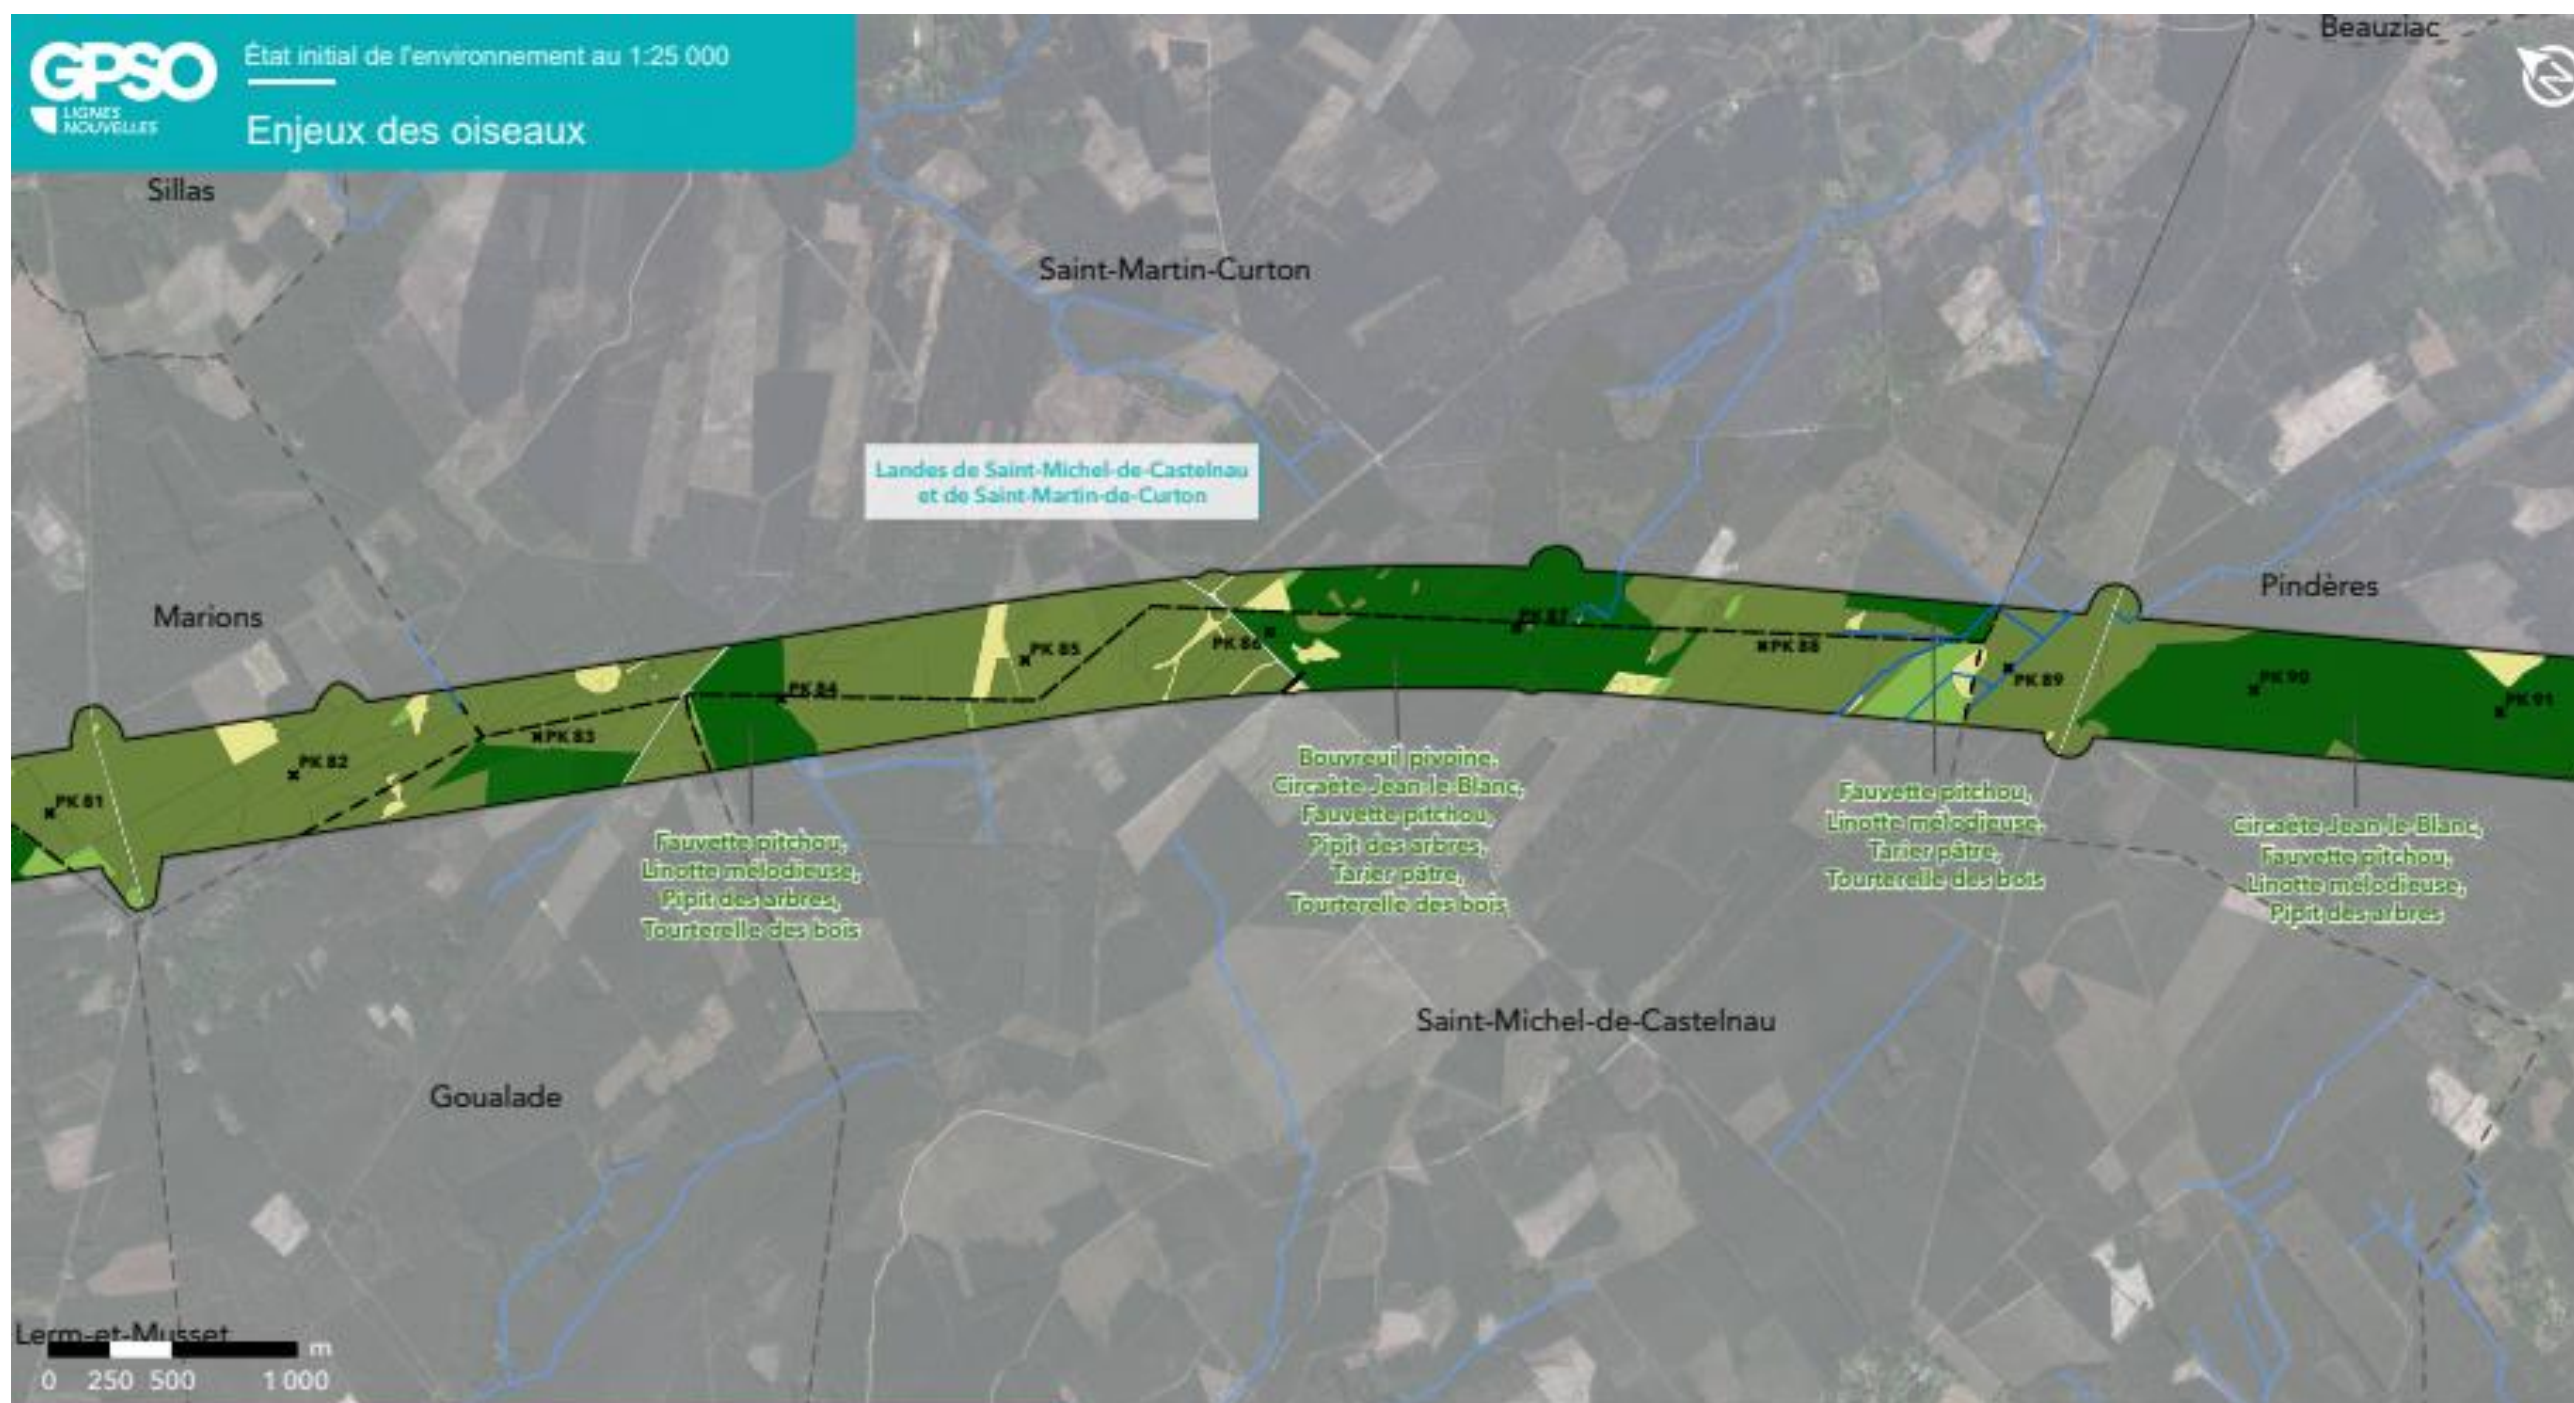 GPSO
LIGNES
NOUVELLES
État initial de l'environnement au 1:25 000
Enjeux des oiseaux
Beauziac
N
Sillas
Saint-Martin-Curton
Landes de Saint-Michel-de-Castelnau
et de Saint-Martin-de-Curton
Marions
Pindères
PK 81
PK 82
PK 83
PK 84
PK 85
PK 86
PK 87
PK 88
PK 89
PK 90
PK 91
Fauvette pitchou,
Linotte mélodieuse,
Pipit des arbres,
Tourterelle des bois
Bouvreuil pivoine,
Circaète Jean-le-Blanc,
Fauvette pitchou,
Pipit des arbres,
Tarier pâtre,
Tourterelle des bois
Fauvette pitchou,
Linotte mélodieuse,
Tarier pâtre,
Tourterelle des bois
Circaète Jean-le-Blanc,
Fauvette pitchou,
Linotte mélodieuse,
Pipit des arbres
Saint-Michel-de-Castelnau
Goualade
Lerm-et-Musset
m
0 250 500 1 000